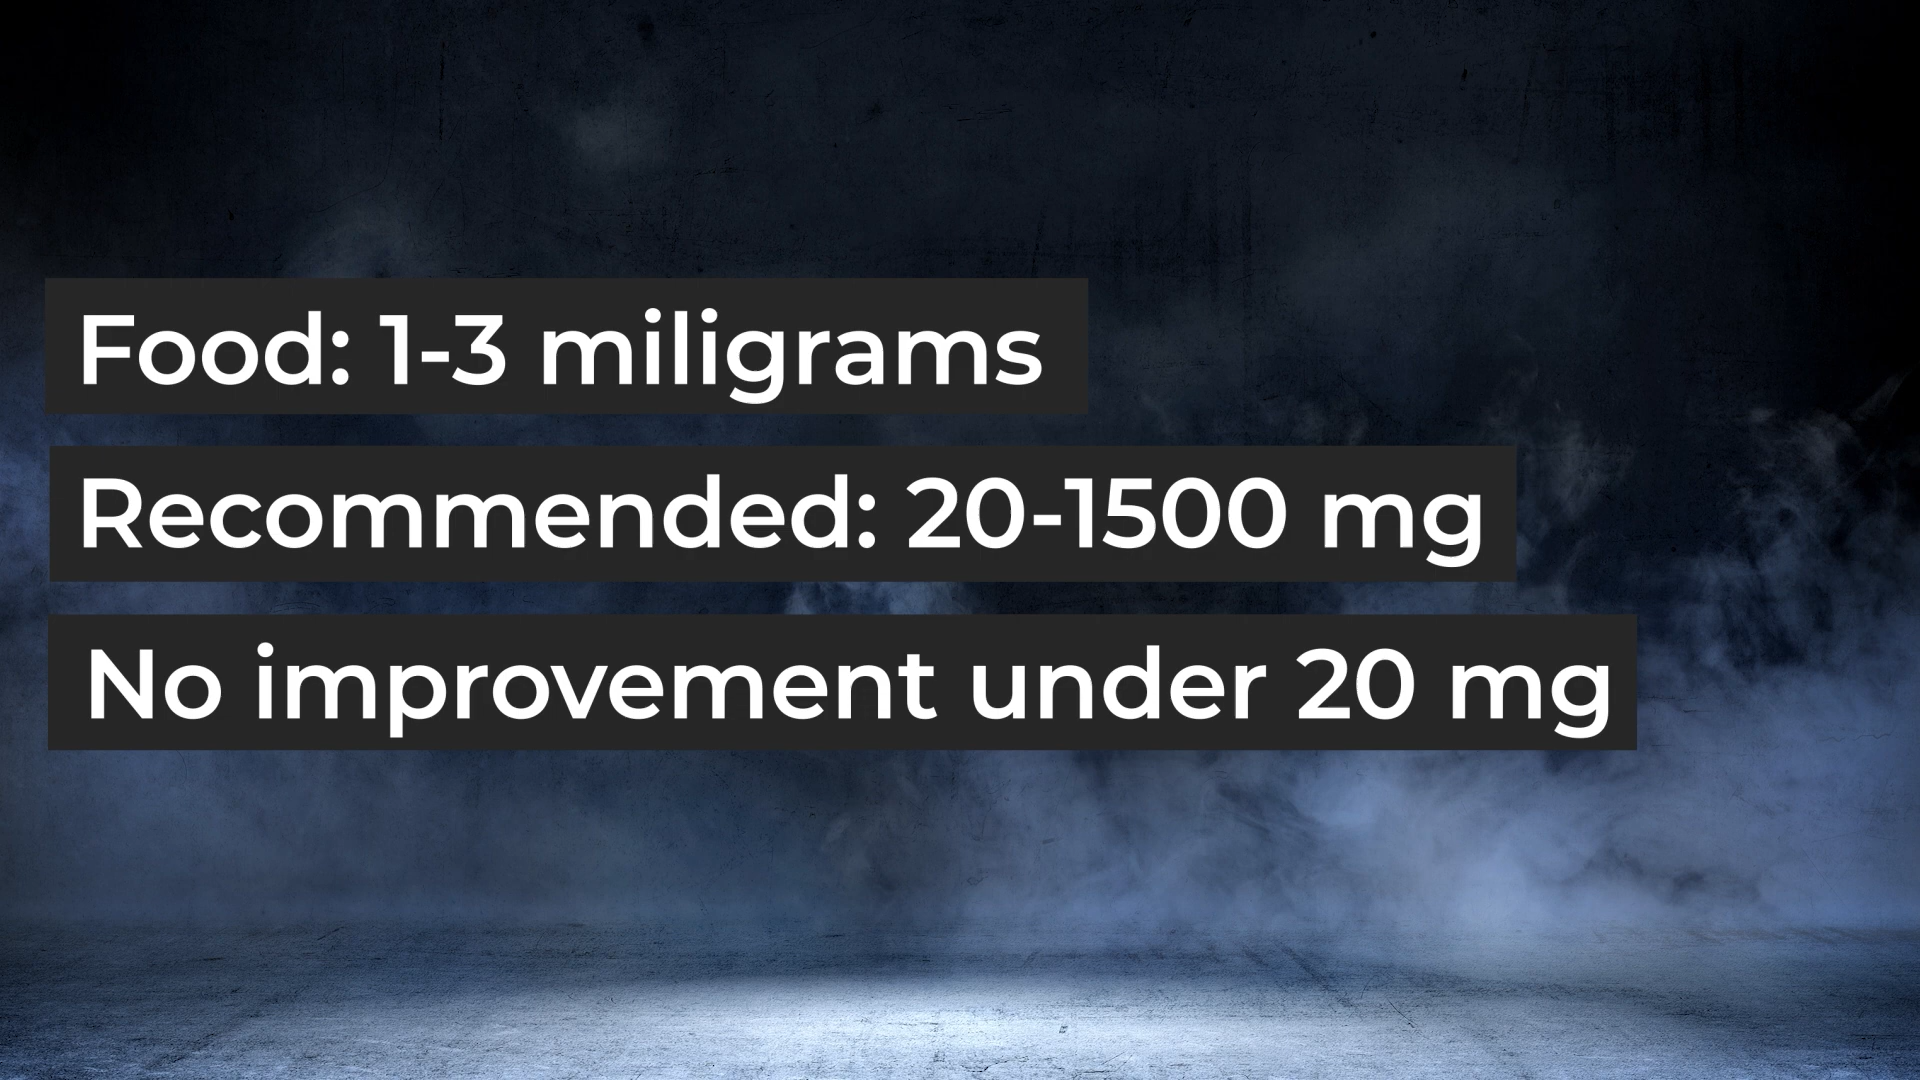 Food: 1-3 miligrams
Recommended: 20-1500 mg
No improvement under 20 mg